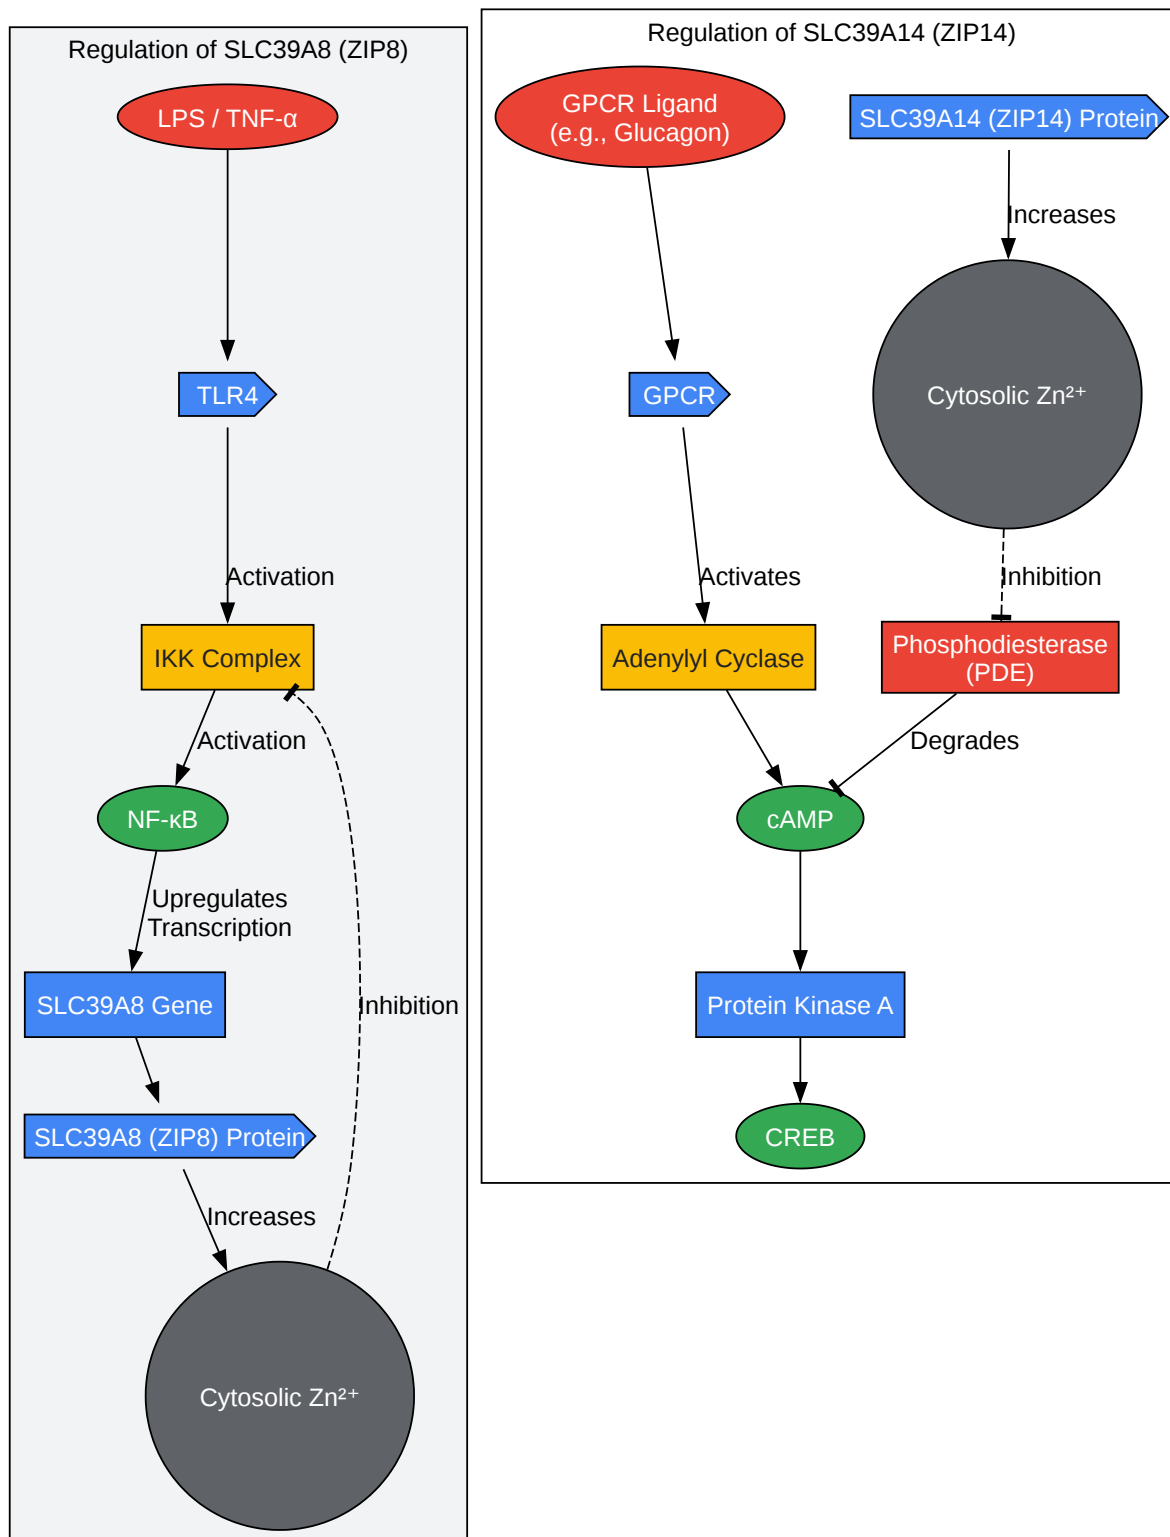 Regulation of SLC39A8 (ZIP8)
LPS / TNF-α
TLR4
Activation
IKK Complex
Activation
NF-κB
Upregulates
Transcription
SLC39A8 Gene
Inhibition
SLC39A8 (ZIP8) Protein
Increases
Cytosolic Zn²⁺
Regulation of SLC39A14 (ZIP14)
GPCR Ligand
(e.g., Glucagon)
SLC39A14 (ZIP14) Protein
Increases
GPCR
Cytosolic Zn²⁺
Activates
Inhibition
Adenylyl Cyclase
Phosphodiesterase
(PDE)
Degrades
cAMP
Protein Kinase A
CREB